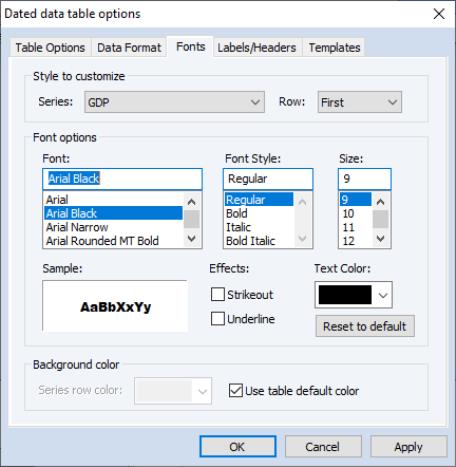 Dated data table options
Table Options Data Format Fonts Labels/Headers Templates
Style to customize
Series: GDP Row: First
Font options
Font: Font Style: Size:
Arial Black Regular 9
Arial Regular 9
Arial Black Bold 10
Arial Narrow Italic 11
Arial Rounded MT Bold Bold Italic 12
Sample: Effects: Text Color:
AaBbXxYy Strikeout
Underline Reset to default
Background color
Series row color: Use table default color
OK Cancel Apply